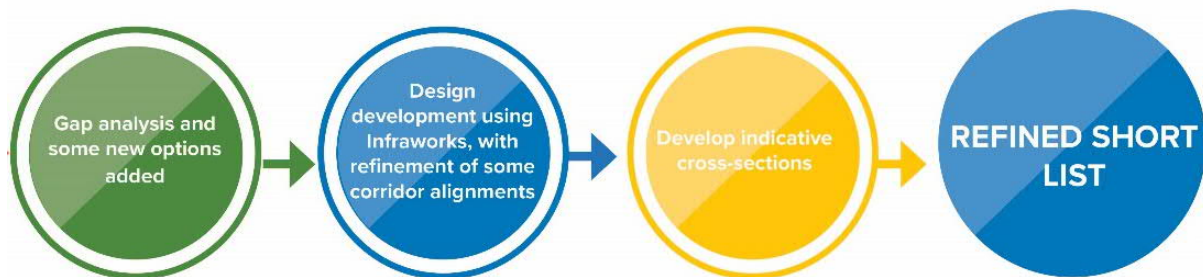 Gap analysis and
some new options
added
Design
development using
Infraworks, with
refinement of some
corridor alignments
Develop indicative
cross-sections
REFINED SHORT
LIST